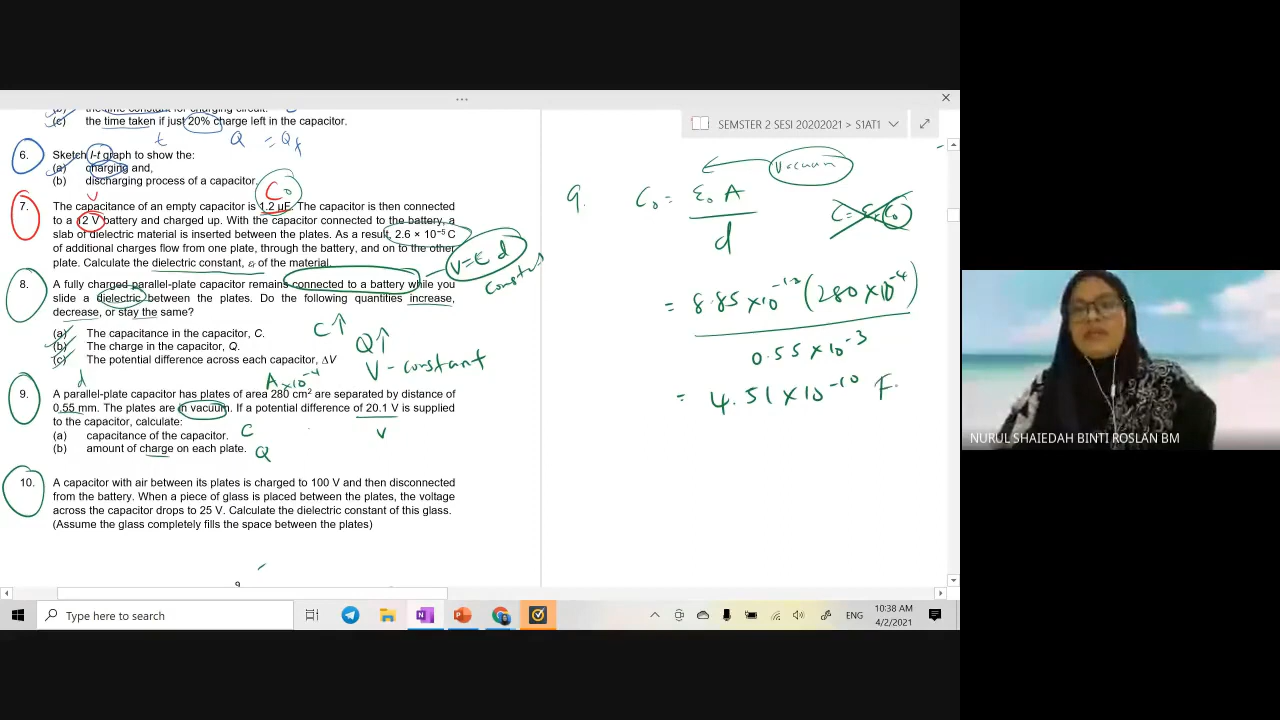 (b) the time constant for charging circuit.
(c) the time taken if just 20% charge left in the capacitor.
t Q = Qf
6. Sketch I-t graph to show the:
(a) charging and,
(b) discharging process of a capacitor.
V C0
7. The capacitance of an empty capacitor is 1.2 µF. The capacitor is then connected
to a 12 V battery and charged up. With the capacitor connected to the battery, a
slab of dielectric material is inserted between the plates. As a result, 2.6 × 10⁻⁵ C
of additional charges flow from one plate, through the battery, and on to the other
plate. Calculate the dielectric constant, εr of the material.
V = E d
constant
8. A fully charged parallel-plate capacitor remains connected to a battery while you
slide a dielectric between the plates. Do the following quantities increase,
decrease, or stay the same?
(a) The capacitance in the capacitor, C.
C↑
(b) The charge in the capacitor, Q.
Q↑
(c) The potential difference across each capacitor, ΔV
V - constant
d A ×10⁻⁴
9. A parallel-plate capacitor has plates of area 280 cm² are separated by distance of
0.55 mm. The plates are in vacuum. If a potential difference of 20.1 V is supplied
to the capacitor, calculate:
V
(a) capacitance of the capacitor.
C
(b) amount of charge on each plate.
Q
10. A capacitor with air between its plates is charged to 100 V and then disconnected
from the battery. When a piece of glass is placed between the plates, the voltage
across the capacitor drops to 25 V. Calculate the dielectric constant of this glass.
(Assume the glass completely fills the space between the plates)
9
SEMSTER 2 SESI 20202021 > S1AT1
Vacuum
9. C0 = ε0 A
d
C = εr C0
= 8.85×10⁻¹² (280×10⁻⁴)
0.55×10⁻³
= 4.51×10⁻¹⁰ F.
NURUL SHAIEDAH BINTI ROSLAN BM
Type here to search
ENG
10:38 AM
4/2/2021